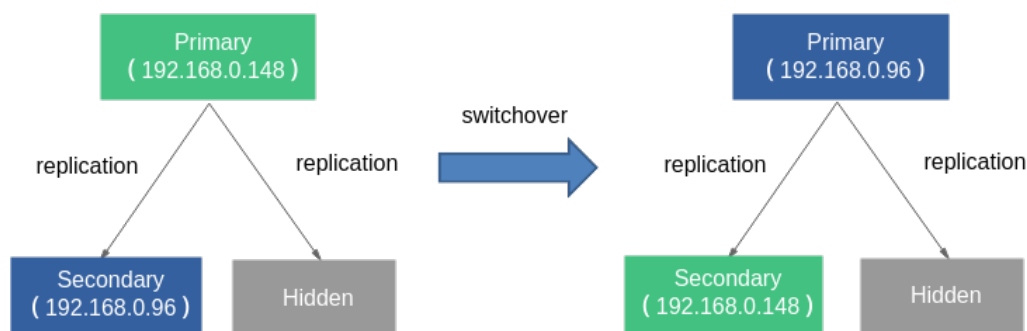 Primary
( 192.168.0.148 )
replication
replication
Secondary
( 192.168.0.96 )
Hidden
switchover
Primary
( 192.168.0.96 )
replication
replication
Secondary
( 192.168.0.148 )
Hidden